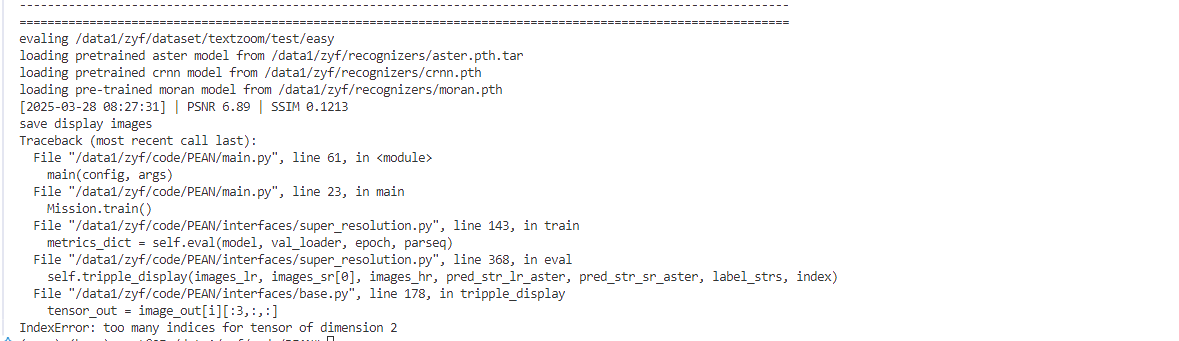 --------------------------------------------------------------------------------------------------------------
==============================================================================================================
evaling /data1/zyf/dataset/textzoom/test/easy
loading pretrained aster model from /data1/zyf/recognizers/aster.pth.tar
loading pretrained crnn model from /data1/zyf/recognizers/crnn.pth
loading pre-trained moran model from /data1/zyf/recognizers/moran.pth
[2025-03-28 08:27:31] | PSNR 6.89 | SSIM 0.1213
save display images
Traceback (most recent call last):
  File "/data1/zyf/code/PEAN/main.py", line 61, in <module>
    main(config, args)
  File "/data1/zyf/code/PEAN/main.py", line 23, in main
    Mission.train()
  File "/data1/zyf/code/PEAN/interfaces/super_resolution.py", line 143, in train
    metrics_dict = self.eval(model, val_loader, epoch, parseq)
  File "/data1/zyf/code/PEAN/interfaces/super_resolution.py", line 368, in eval
    self.tripple_display(images_lr, images_sr[0], images_hr, pred_str_lr_aster, pred_str_sr_aster, label_strs, index)
  File "/data1/zyf/code/PEAN/interfaces/base.py", line 178, in tripple_display
    tensor_out = image_out[i][:3,:,:]
IndexError: too many indices for tensor of dimension 2